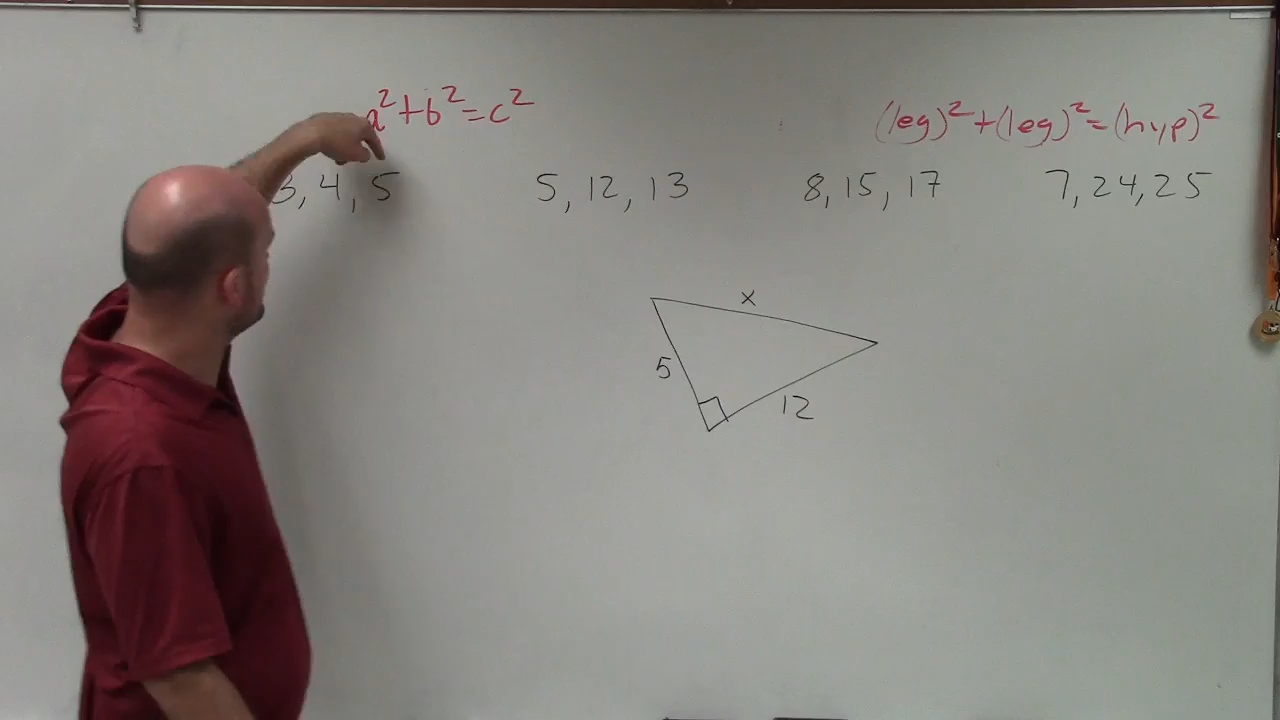 a²+b²=c²
(leg)²+(leg)²=(hyp)²
3, 4, 5
5, 12, 13
8, 15, 17
7, 24, 25
x
5
12